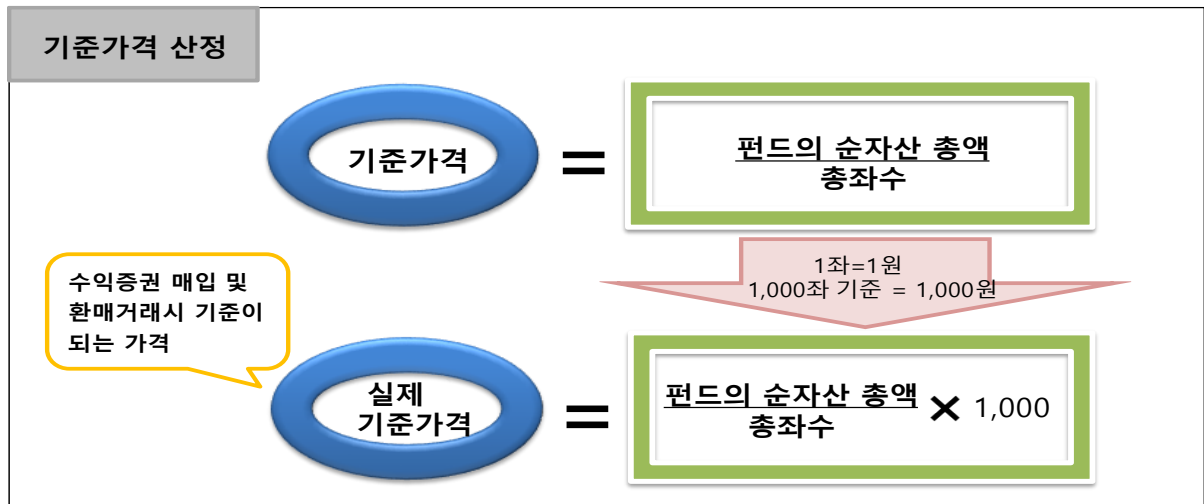 기준가격 산정
기준가격
=
펀드의 순자산 총액
총좌수
1좌=1원
1,000좌 기준 = 1,000원
수익증권 매입 및
환매거래시 기준이
되는 가격
실제
기준가격
=
펀드의 순자산 총액
총좌수
× 1,000